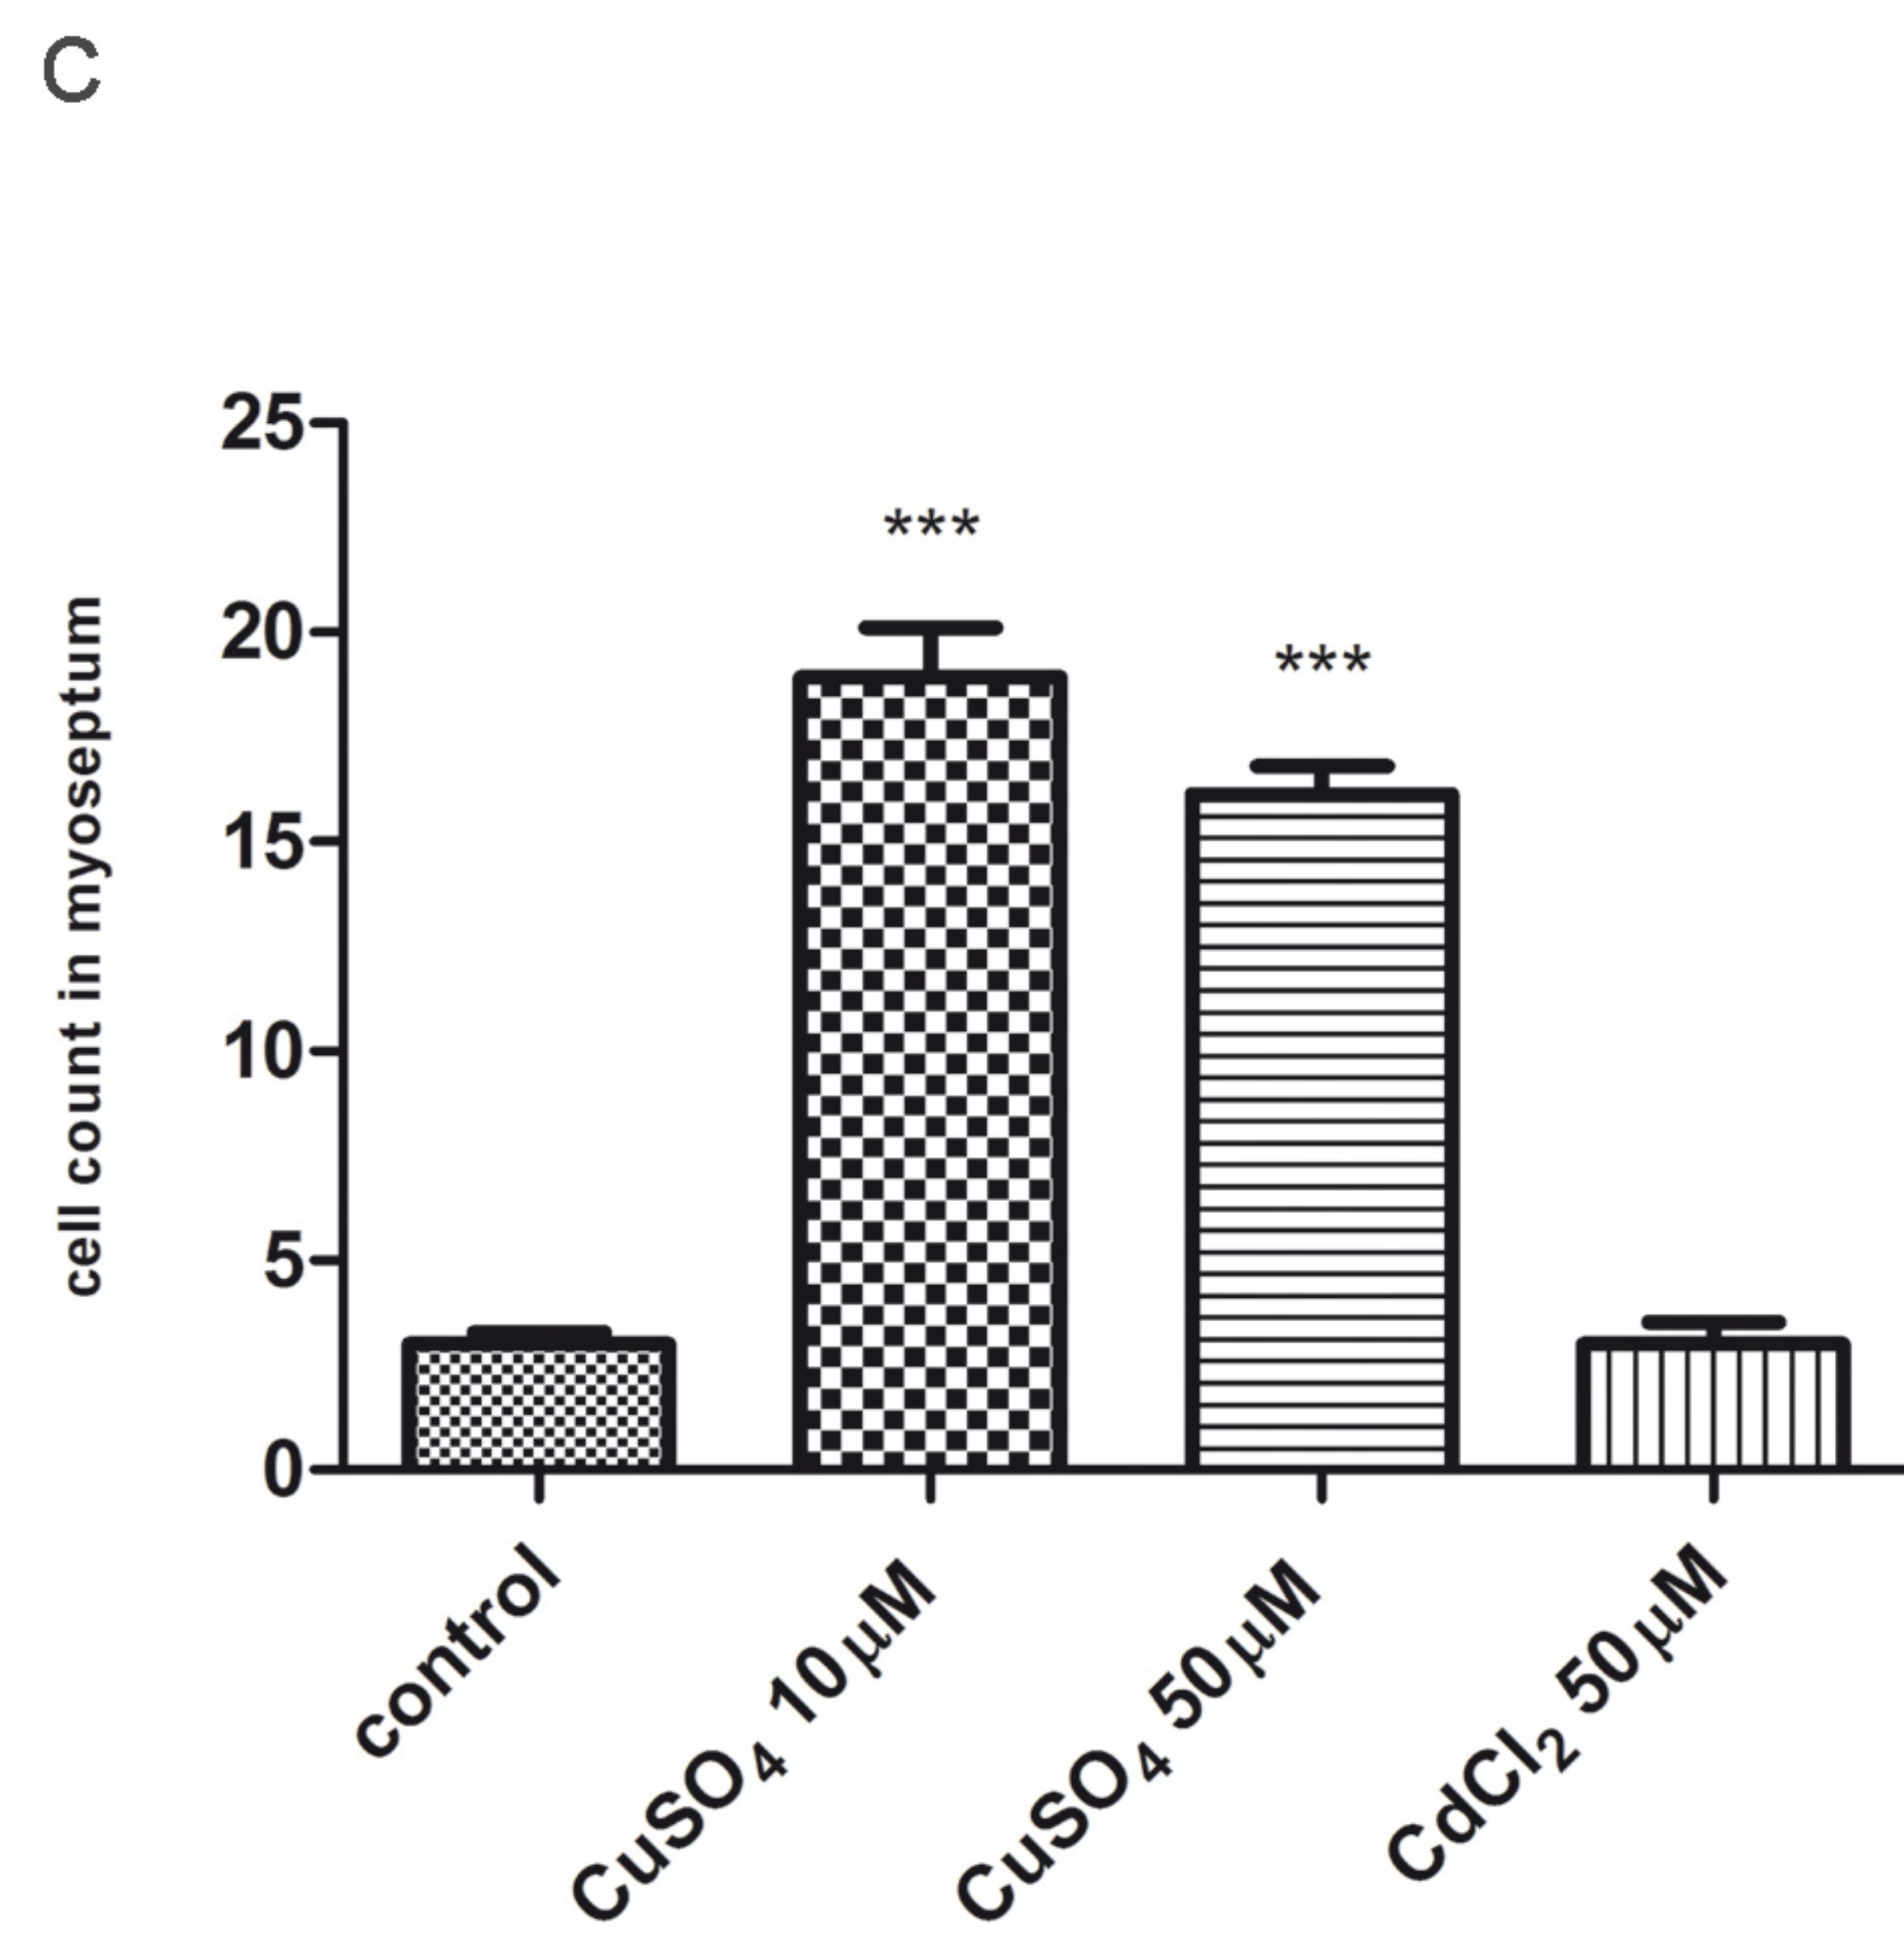 C
25
20
15
10
5
0
cell count in myoseptum
***
***
control
CuSO₄ 10 µM
CuSO₄ 50 µM
CdCl₂ 50 µM